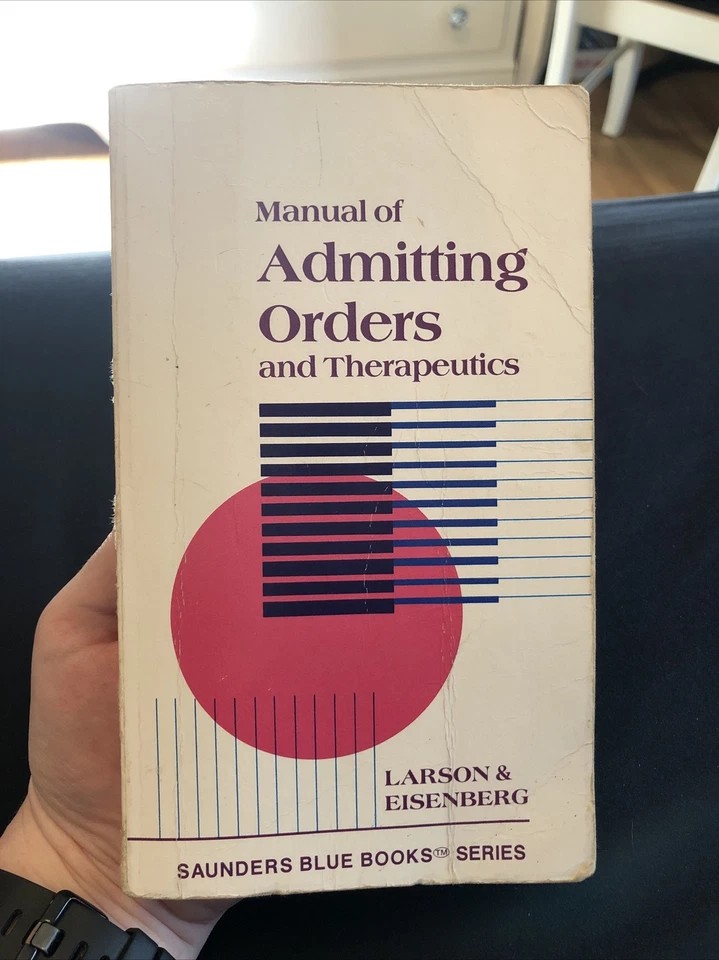 Manual of
Admitting
Orders
and Therapeutics
LARSON &
EISENBERG
SAUNDERS BLUE BOOKS™ SERIES